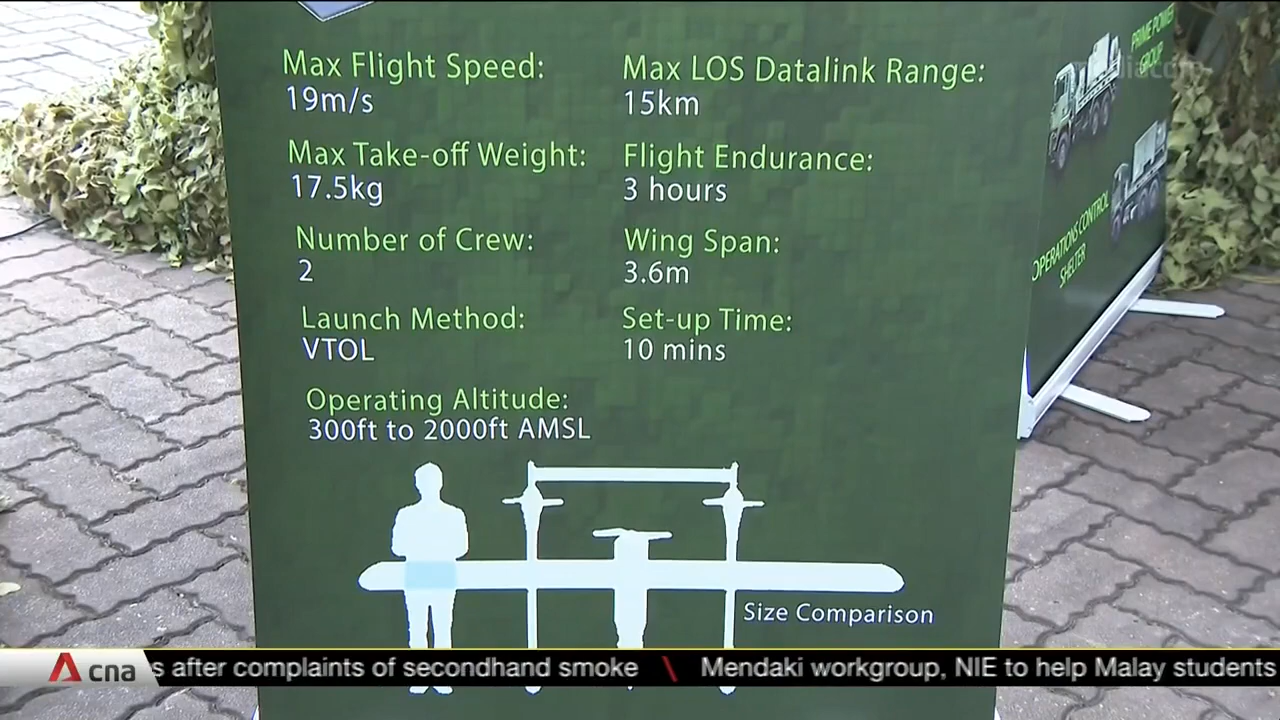 Max Flight Speed:
19m/s
Max LOS Datalink Range:
15km
Max Take-off Weight:
17.5kg
Flight Endurance:
3 hours
Number of Crew:
2
Wing Span:
3.6m
Launch Method:
VTOL
Set-up Time:
10 mins
Operating Altitude:
300ft to 2000ft AMSL
Size Comparison
PRIME POWER
GROUP
OPERATIONS CONTROL
SHELTER
cna
s after complaints of secondhand smoke \ Mendaki workgroup, NIE to help Malay students